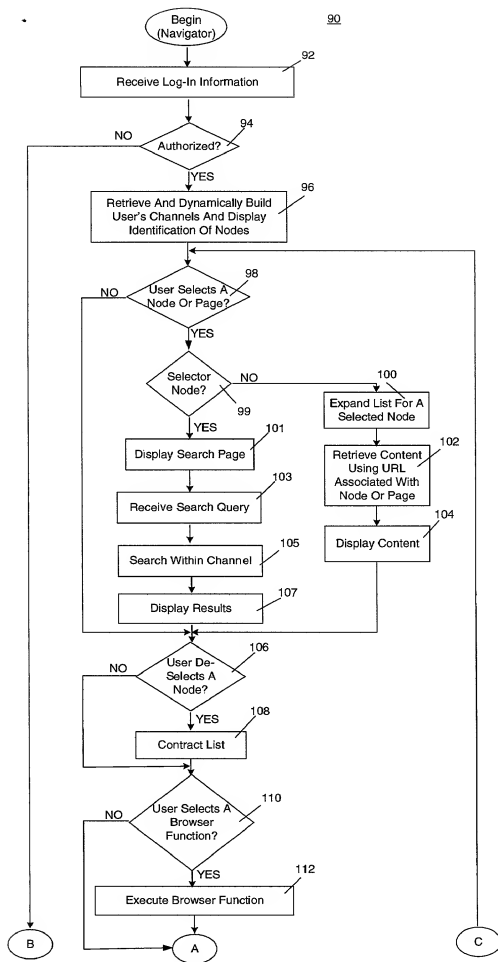 Begin
(Navigator)
90
92
Receive Log-In Information
94
NO
Authorized?
YES
96
Retrieve And Dynamically Build
User's Channels And Display
Identification Of Nodes
98
User Selects A
Node Or Page?
NO
YES
Selector
Node?
NO
99
100
Expand List For A
Selected Node
YES
101
Display Search Page
102
Retrieve Content
Using URL
Associated With
Node Or Page
103
Receive Search Query
104
Display Content
105
Search Within Channel
107
Display Results
106
NO
User De-
Selects A
Node?
YES
108
Contract List
110
NO
User Selects A
Browser
Function?
YES
112
Execute Browser Function
B
A
C